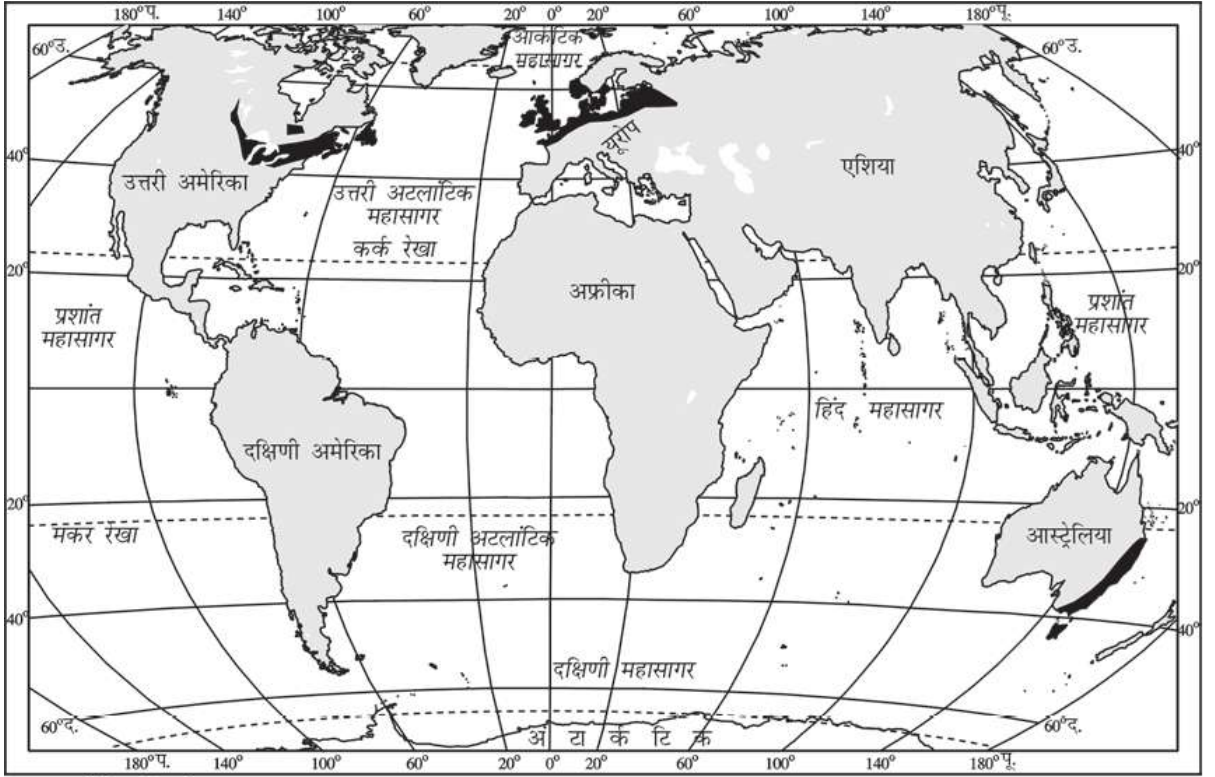 180°प. 140° 100° 60° 20° 0° 20° 60° 100° 140° 180°पू.
60°उ. 60°उ.
आर्कटिक
महासागर
40° 40°
यूरोप
एशिया
उत्तरी अमेरिका
उत्तरी अटलांटिक
महासागर
कर्क रेखा
20° 20°
अफ्रीका
प्रशांत
महासागर
प्रशांत
महासागर
हिंद महासागर
दक्षिणी अमेरिका
20° 20°
मकर रेखा
दक्षिणी अटलांटिक
महासागर
आस्ट्रेलिया
40° 40°
दक्षिणी महासागर
60°द. 60°द.
अंटार्कटिक
180°प. 140° 100° 60° 20° 0° 20° 60° 100° 140° 180°पू.